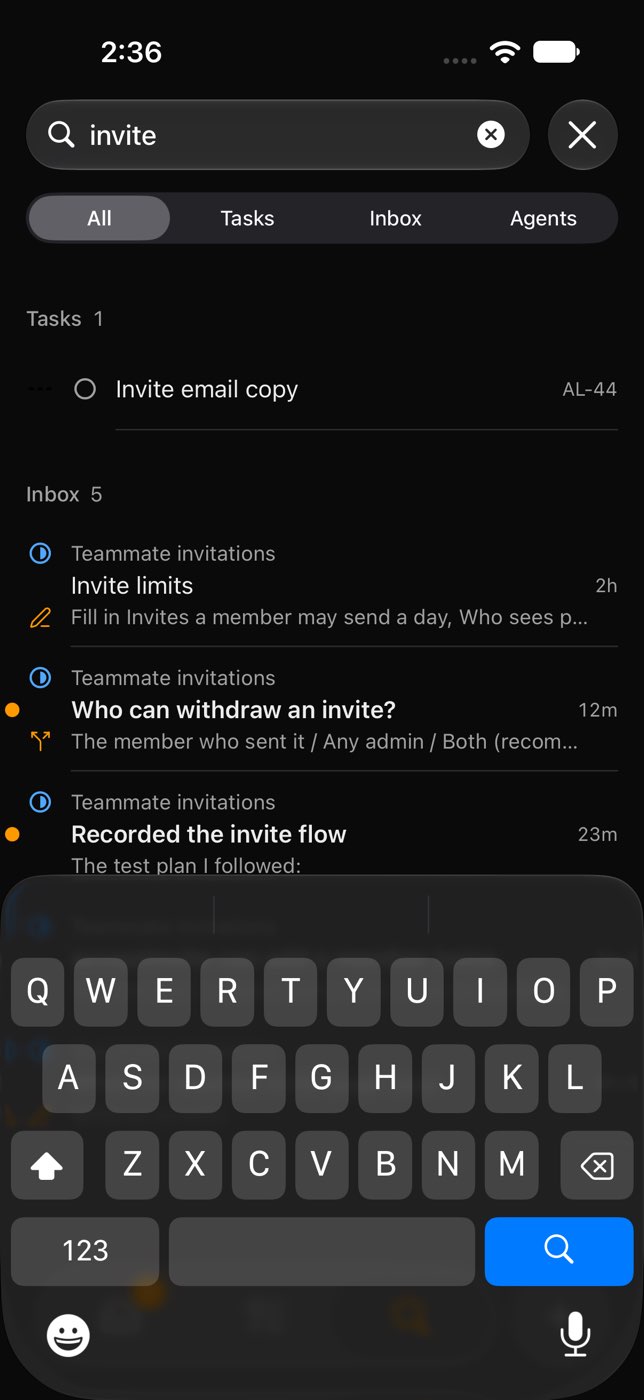 2:36
invite
All Tasks Inbox Agents
Tasks 1
Invite email copy AL-44
Inbox 5
Teammate invitations
Invite limits 2h
Fill in Invites a member may send a day, Who sees p...
Teammate invitations
Who can withdraw an invite? 12m
The member who sent it / Any admin / Both (recom...
Teammate invitations
Recorded the invite flow 23m
The test plan I followed:
Q W E R T Y U I O P
A S D F G H J K L
Z X C V B N M
123